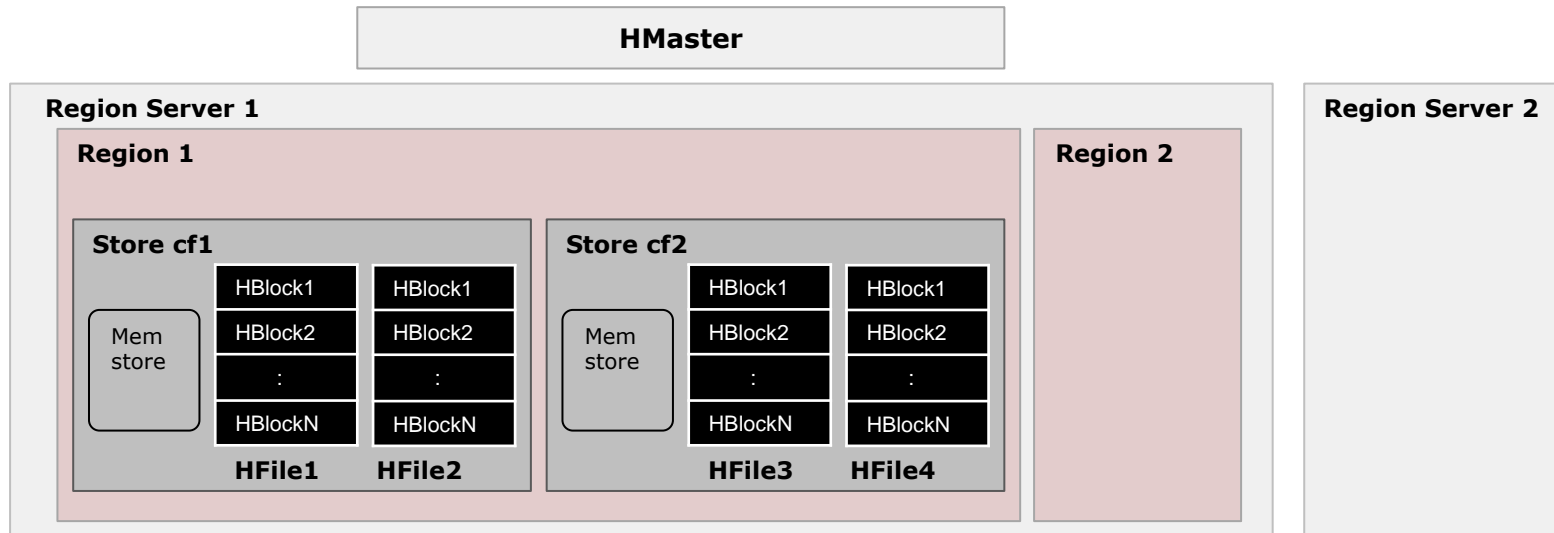 HMaster
Region Server 1
Region Server 2
Region 1
Region 2
Store cf1
Store cf2
Mem
store
HBlock1
HBlock2
:
HBlockN
HFile1
HBlock1
HBlock2
:
HBlockN
HFile2
Mem
store
HBlock1
HBlock2
:
HBlockN
HFile3
HBlock1
HBlock2
:
HBlockN
HFile4